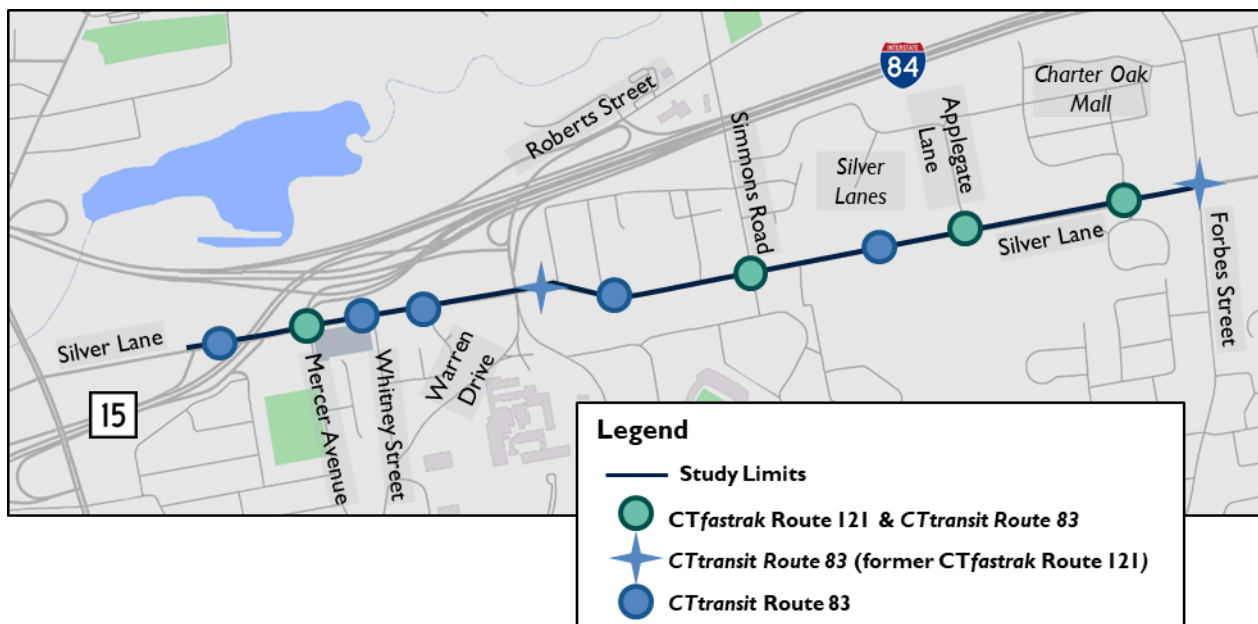 INTERSTATE
84
Charter Oak
Mall
Roberts Street
Simmons Road
Applegate
Lane
Silver
Lanes
Silver Lane
Forbes Street
Silver Lane
Mercer Avenue
Whitney Street
Warren
Drive
15
Legend
Study Limits
CTfastrak Route 121 & CTtransit Route 83
CTtransit Route 83 (former CTfastrak Route 121)
CTtransit Route 83